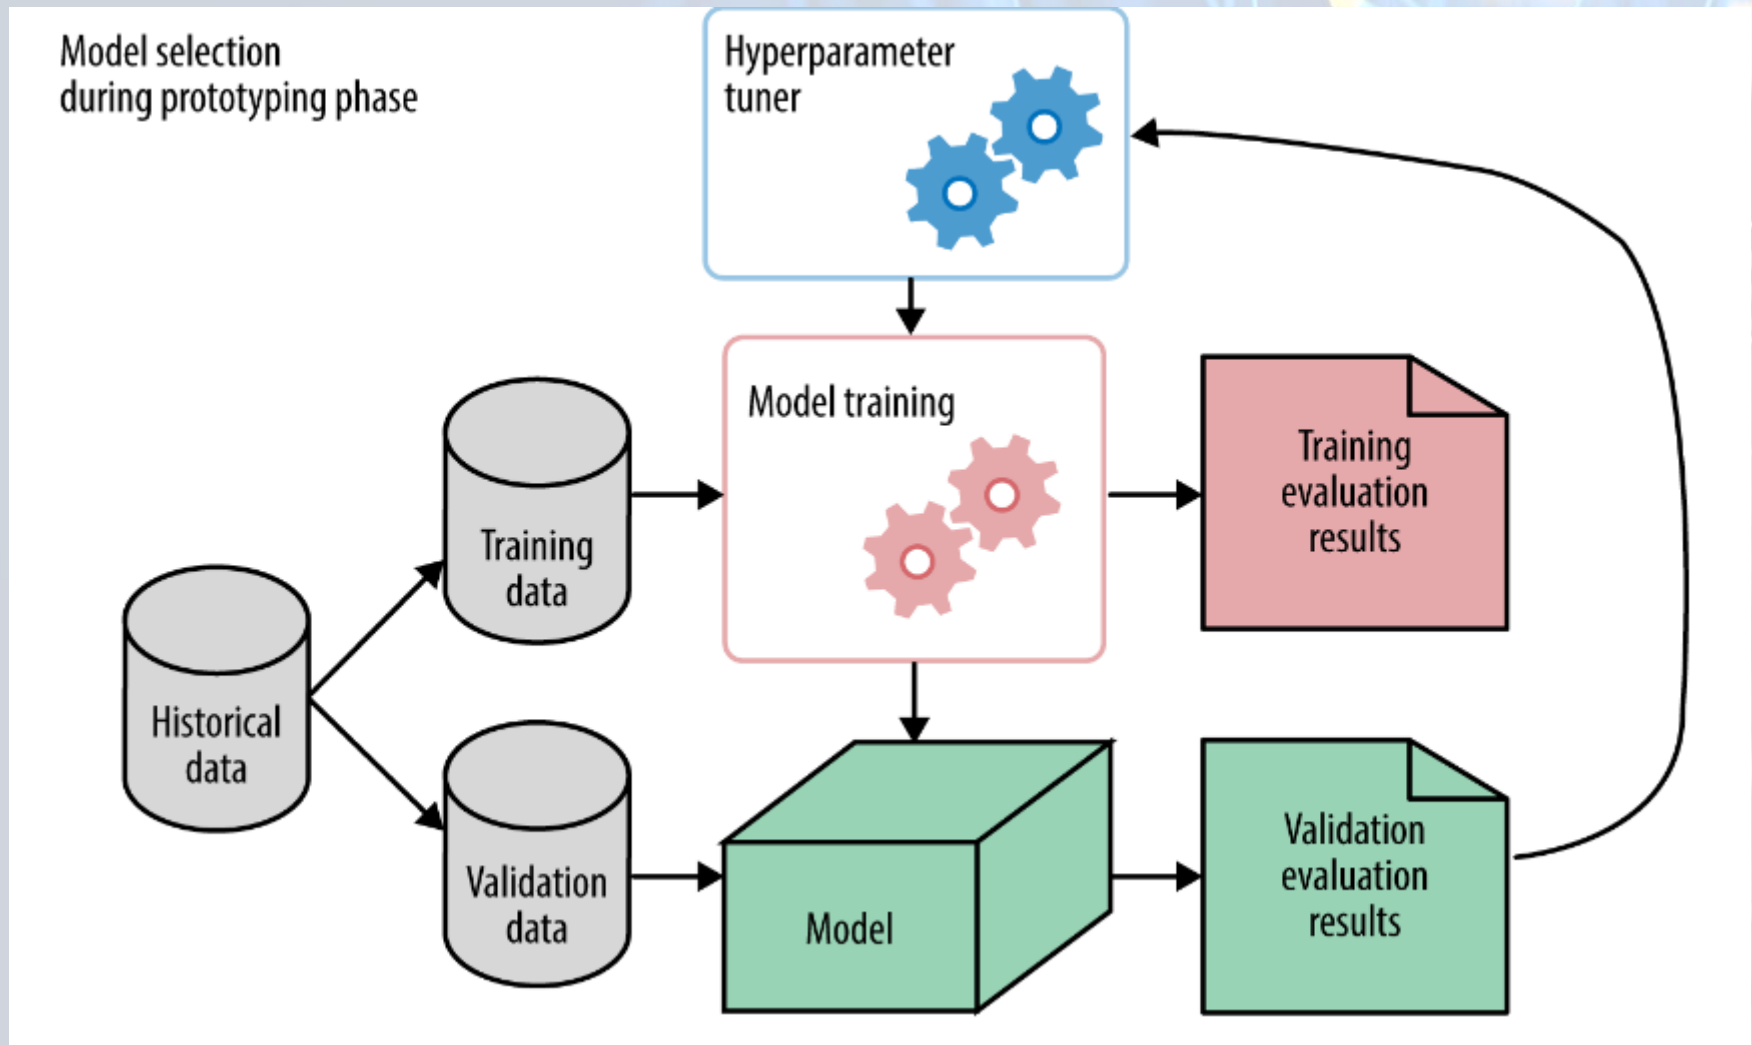 Model selection
during prototyping phase
Hyperparameter
tuner
Model training
Training
evaluation
results
Training
data
Historical
data
Validation
data
Model
Validation
evaluation
results